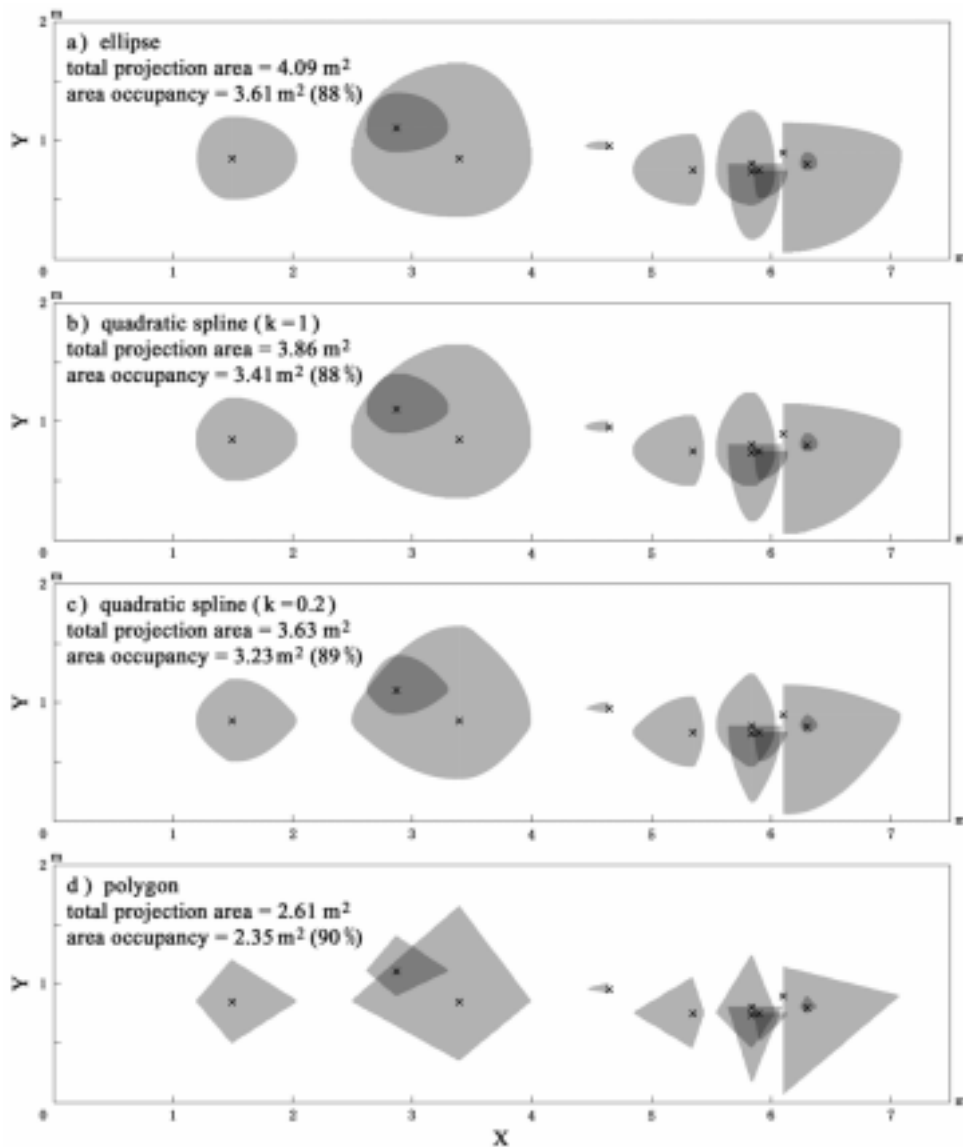 2 m
a) ellipse
total projection area = 4.09 m²
area occupancy = 3.61 m² (88%)
Y
1
0 1 2 3 4 5 6 7 m
2 m
b) quadratic spline (k=1)
total projection area = 3.86 m²
area occupancy = 3.41 m² (88%)
Y
1
0 1 2 3 4 5 6 7 m
2 m
c) quadratic spline (k=0.2)
total projection area = 3.63 m²
area occupancy = 3.23 m² (89%)
Y
1
0 1 2 3 4 5 6 7 m
2 m
d) polygon
total projection area = 2.61 m²
area occupancy = 2.35 m² (90%)
Y
1
0 1 2 3 4 5 6 7 m
X